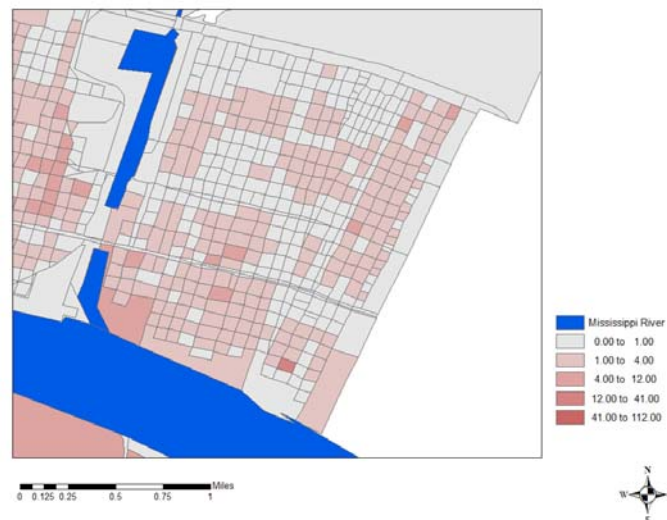 Mississippi River
0.00 to 1.00
1.00 to 4.00
4.00 to 12.00
12.00 to 41.00
41.00 to 112.00
Miles
0 0.125 0.25 0.5 0.75 1
N
W E